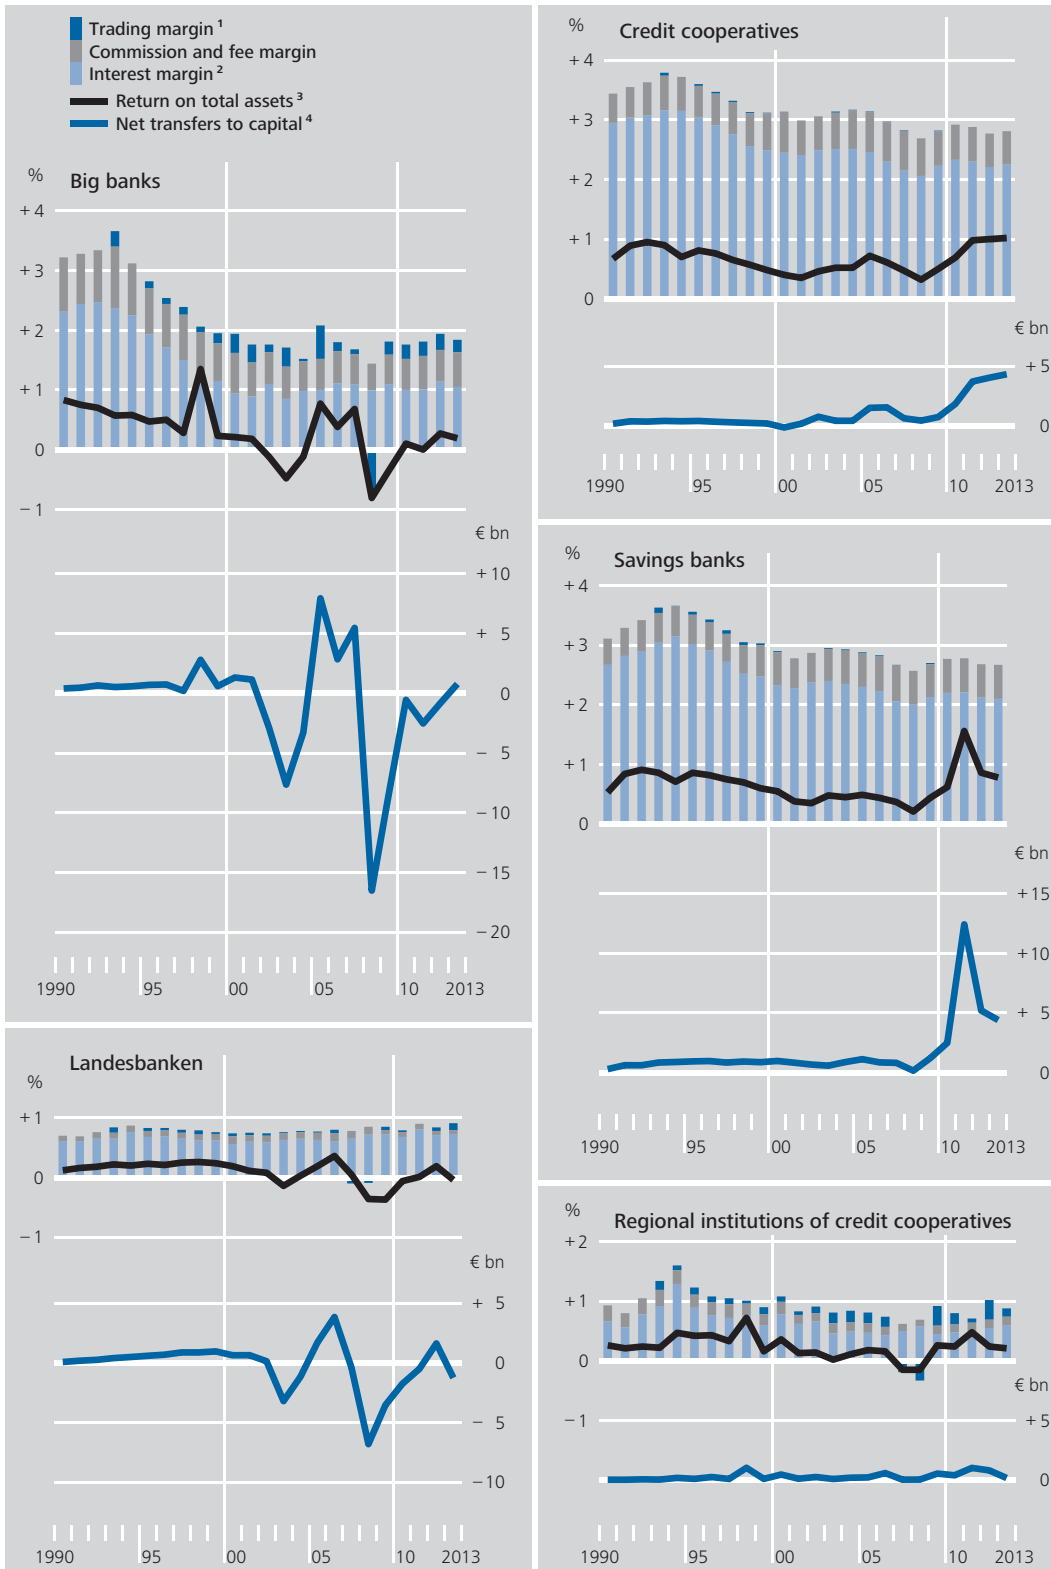 Trading margin ¹
Commission and fee margin
Interest margin ²
Return on total assets ³
Net transfers to capital ⁴
%
Big banks
+ 4
+ 3
+ 2
+ 1
0
− 1
€ bn
+ 10
+ 5
0
− 5
− 10
− 15
− 20
1990 95 00 05 10 2013
Landesbanken
%
+ 1
0
− 1
€ bn
+ 5
0
− 5
− 10
1990 95 00 05 10 2013
%
Credit cooperatives
+ 4
+ 3
+ 2
+ 1
0
€ bn
+ 5
0
1990 95 00 05 10 2013
%
Savings banks
+ 4
+ 3
+ 2
+ 1
0
€ bn
+ 15
+ 10
+ 5
0
1990 95 00 05 10 2013
%
Regional institutions of credit cooperatives
+ 2
+ 1
0
€ bn
− 1
+ 5
0
1990 95 00 05 10 2013